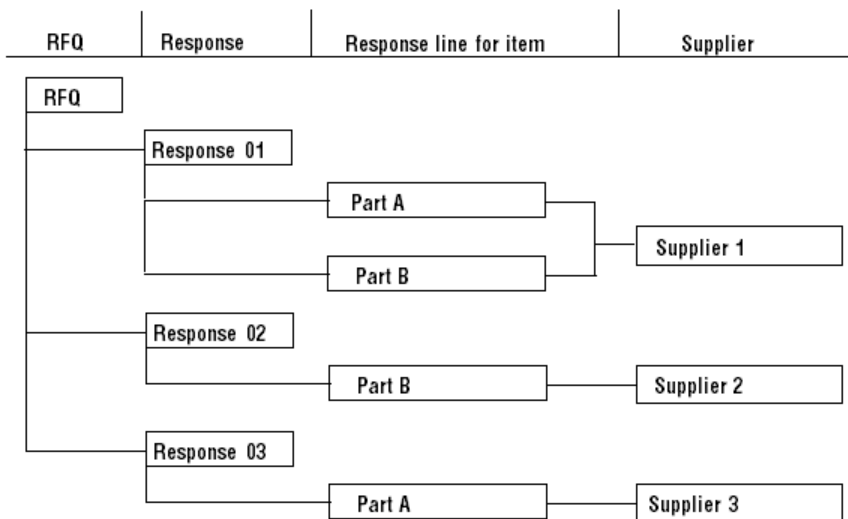 RFQ Response Response line for item Supplier
RFQ
Response 01
Part A
Supplier 1
Part B
Response 02
Part B Supplier 2
Response 03
Part A Supplier 3